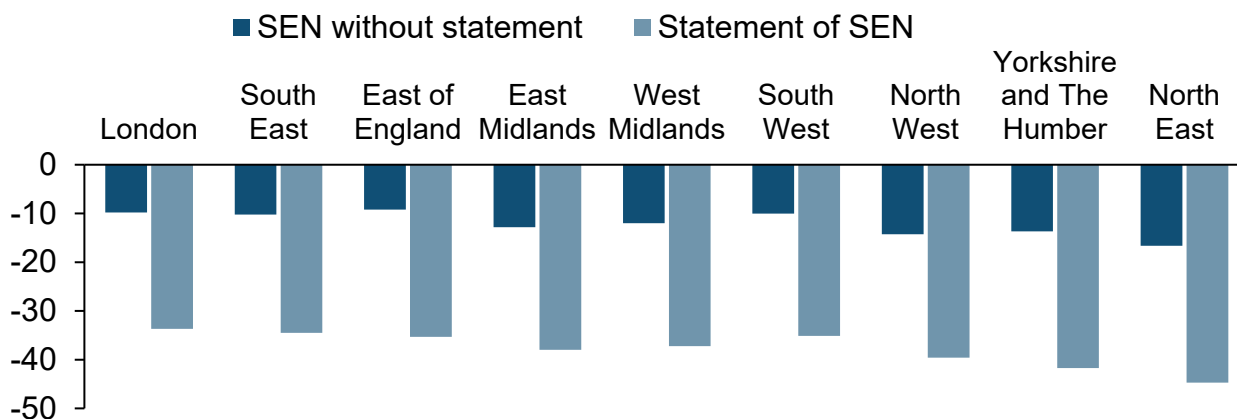 SEN without statement Statement of SEN
London
South
East
East of
England
East
Midlands
West
Midlands
South
West
North
West
Yorkshire
and The
Humber
North
East
0
-10
-20
-30
-40
-50